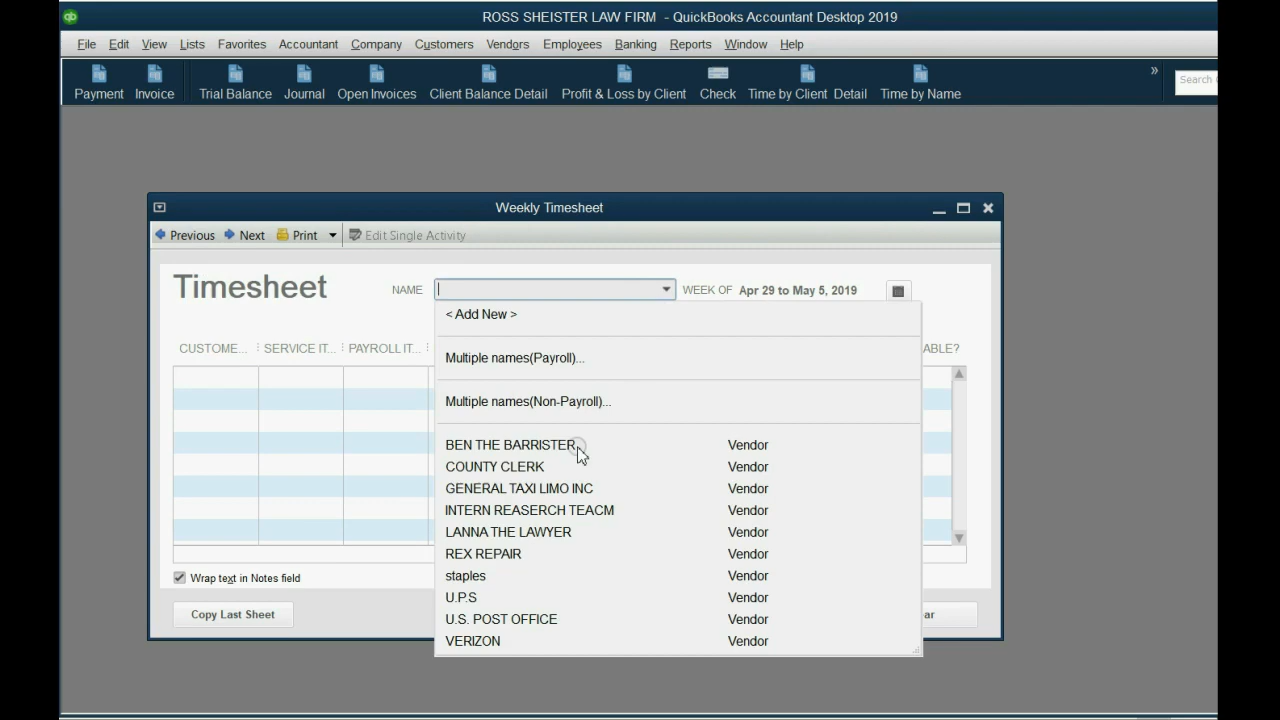 ROSS SHEISTER LAW FIRM - QuickBooks Accountant Desktop 2019
File Edit View Lists Favorites Accountant Company Customers Vendors Employees Banking Reports Window Help
Payment Invoice Trial Balance Journal Open Invoices Client Balance Detail Profit & Loss by Client Check Time by Client Detail Time by Name » Search
Weekly Timesheet
Previous Next Print Edit Single Activity
Timesheet NAME WEEK OF Apr 29 to May 5, 2019
< Add New >
CUSTOME... SERVICE IT... PAYROLL IT... ABLE?
Multiple names(Payroll)...
Multiple names(Non-Payroll)...
BEN THE BARRISTER Vendor
COUNTY CLERK Vendor
GENERAL TAXI LIMO INC Vendor
INTERN REASERCH TEACM Vendor
LANNA THE LAWYER Vendor
REX REPAIR Vendor
staples Vendor
Wrap text in Notes field
U.P.S Vendor
Copy Last Sheet ar
U.S. POST OFFICE Vendor
VERIZON Vendor